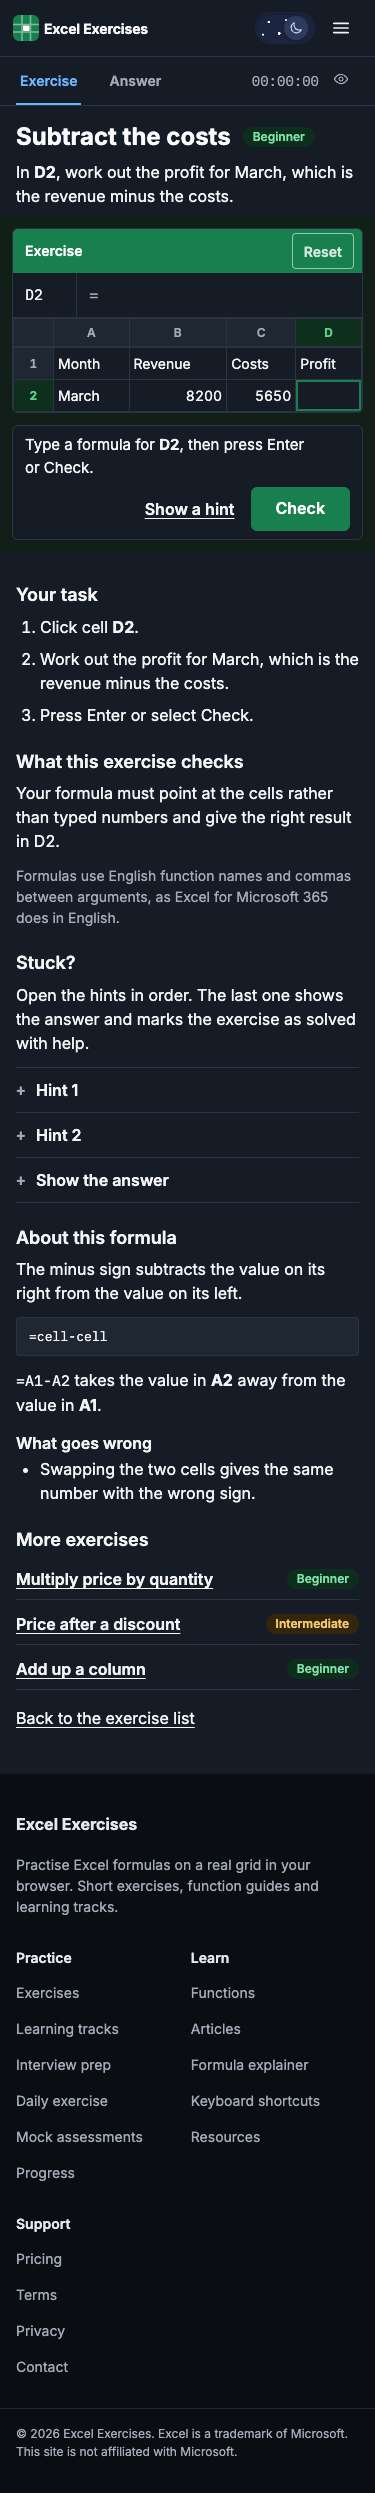 Excel Exercises
Exercise Answer 00:00:00
Subtract the costs Beginner
In D2, work out the profit for March, which is
the revenue minus the costs.
Exercise Reset
D2 =
A B C D
1 Month Revenue Costs Profit
2 March 8200 5650
Type a formula for D2, then press Enter
or Check.
Show a hint Check
Your task
1. Click cell D2.
2. Work out the profit for March, which is the
revenue minus the costs.
3. Press Enter or select Check.
What this exercise checks
Your formula must point at the cells rather
than typed numbers and give the right result
in D2.
Formulas use English function names and commas
between arguments, as Excel for Microsoft 365
does in English.
Stuck?
Open the hints in order. The last one shows
the answer and marks the exercise as solved
with help.
+ Hint 1
+ Hint 2
+ Show the answer
About this formula
The minus sign subtracts the value on its
right from the value on its left.
=cell-cell
=A1-A2 takes the value in A2 away from the
value in A1.
What goes wrong
• Swapping the two cells gives the same
number with the wrong sign.
More exercises
Multiply price by quantity Beginner
Price after a discount Intermediate
Add up a column Beginner
Back to the exercise list
Excel Exercises
Practise Excel formulas on a real grid in your
browser. Short exercises, function guides and
learning tracks.
Practice Learn
Exercises Functions
Learning tracks Articles
Interview prep Formula explainer
Daily exercise Keyboard shortcuts
Mock assessments Resources
Progress
Support
Pricing
Terms
Privacy
Contact
© 2026 Excel Exercises. Excel is a trademark of Microsoft.
This site is not affiliated with Microsoft.